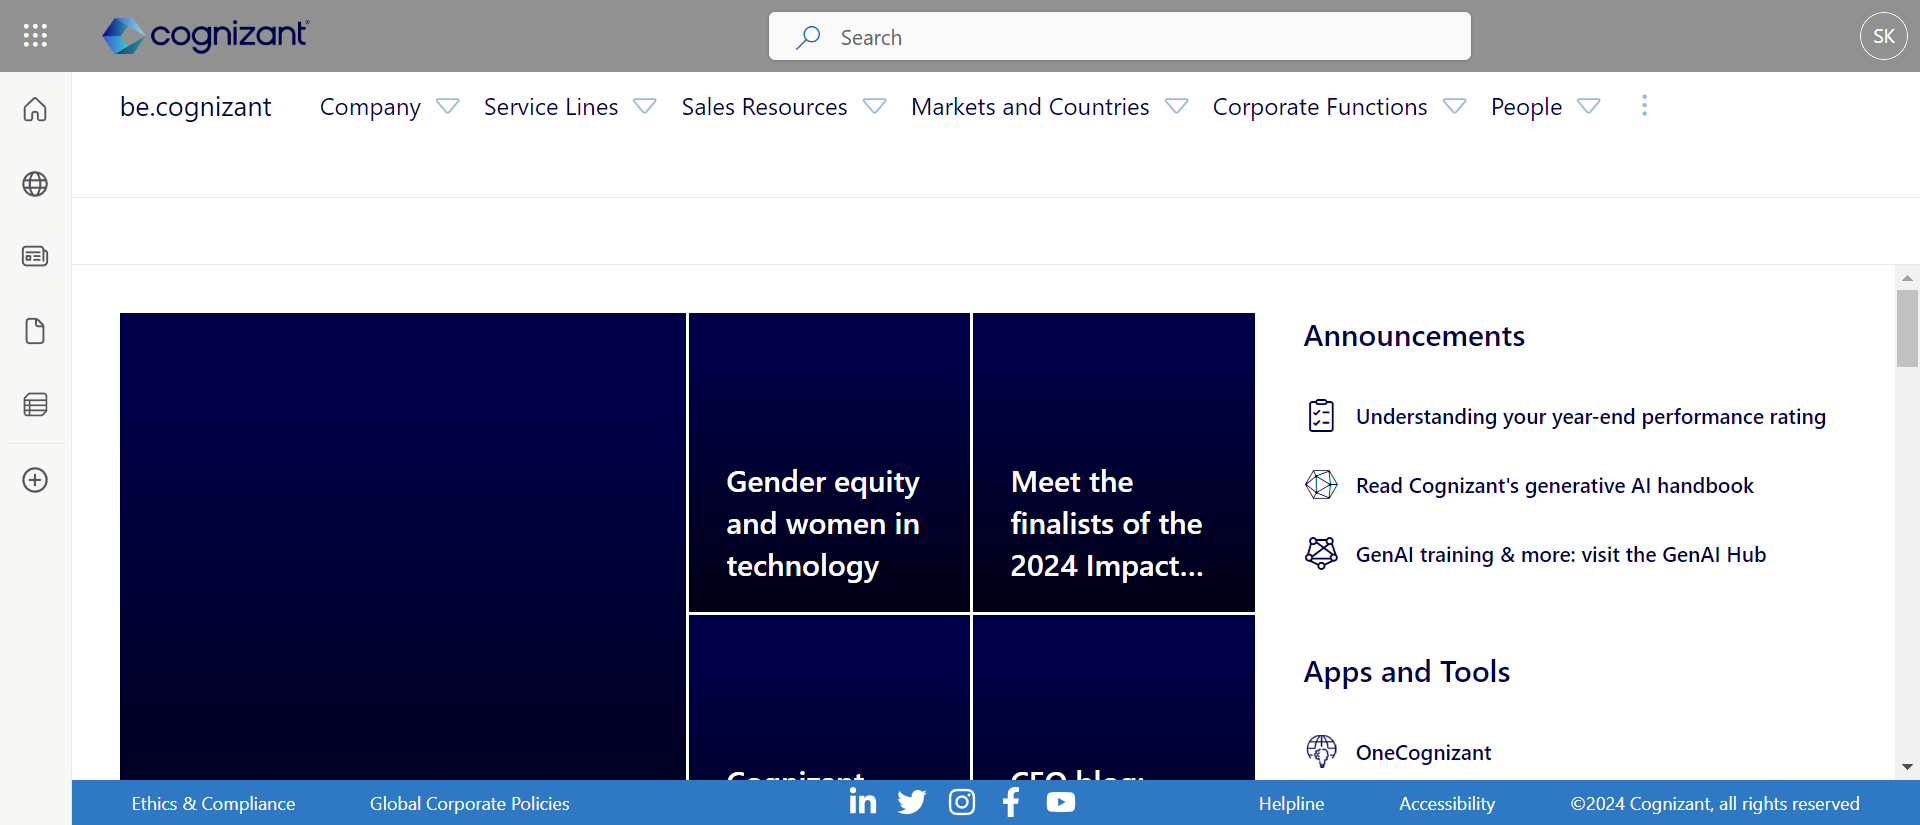 cognizant
Search
SK
be.cognizant
Company
Service Lines
Sales Resources
Markets and Countries
Corporate Functions
People
Gender equity
and women in
technology
Meet the
finalists of the
2024 Impact...
Cognizant
CEO blog:
Announcements
Understanding your year-end performance rating
Read Cognizant's generative AI handbook
GenAI training & more: visit the GenAI Hub
Apps and Tools
OneCognizant
Ethics & Compliance
Global Corporate Policies
Helpline
Accessibility
©2024 Cognizant, all rights reserved